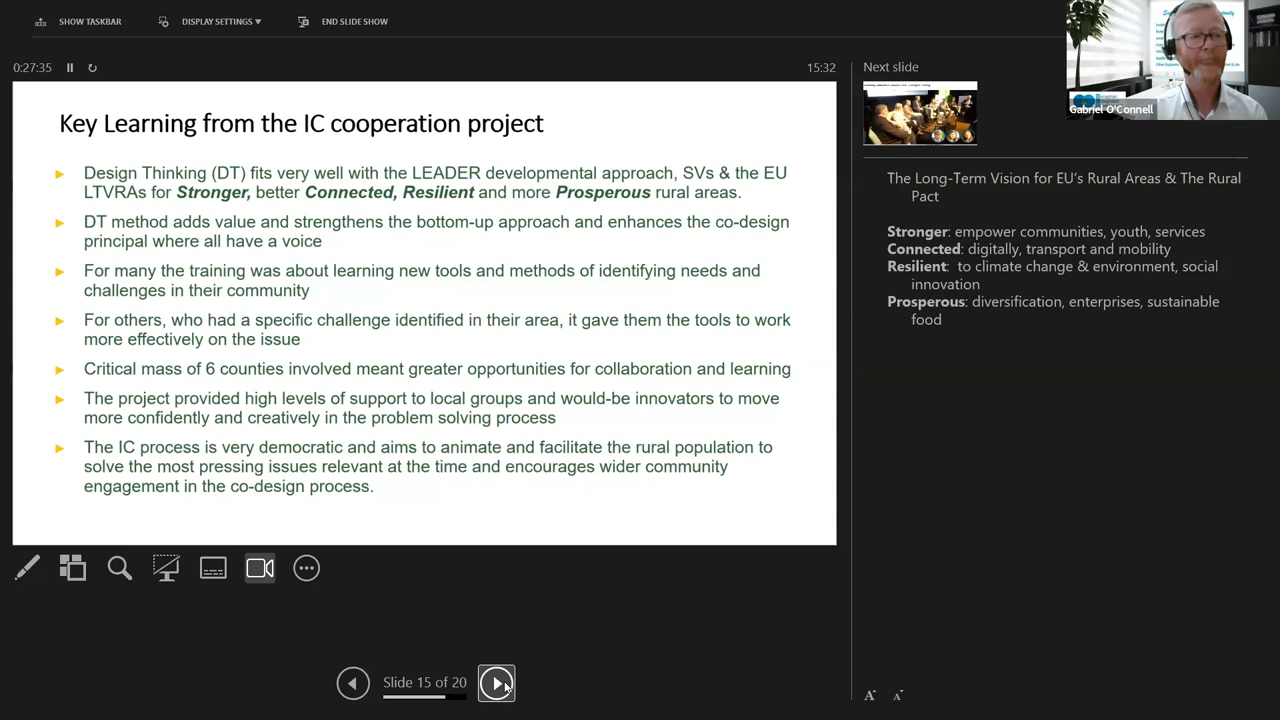 SHOW TASKBAR
DISPLAY SETTINGS ▼
END SLIDE SHOW
0:27:35
15:32
Next slide
Gabriel O'Connell
Key Learning from the IC cooperation project
► Design Thinking (DT) fits very well with the LEADER developmental approach, SVs & the EU
LTVRAs for Stronger, better Connected, Resilient and more Prosperous rural areas.
► DT method adds value and strengthens the bottom-up approach and enhances the co-design
principal where all have a voice
► For many the training was about learning new tools and methods of identifying needs and
challenges in their community
► For others, who had a specific challenge identified in their area, it gave them the tools to work
more effectively on the issue
► Critical mass of 6 counties involved meant greater opportunities for collaboration and learning
► The project provided high levels of support to local groups and would-be innovators to move
more confidently and creatively in the problem solving process
► The IC process is very democratic and aims to animate and facilitate the rural population to
solve the most pressing issues relevant at the time and encourages wider community
engagement in the co-design process.
The Long-Term Vision for EU's Rural Areas & The Rural
Pact
Stronger: empower communities, youth, services
Connected: digitally, transport and mobility
Resilient: to climate change & environment, social
innovation
Prosperous: diversification, enterprises, sustainable
food
Slide 15 of 20
A A